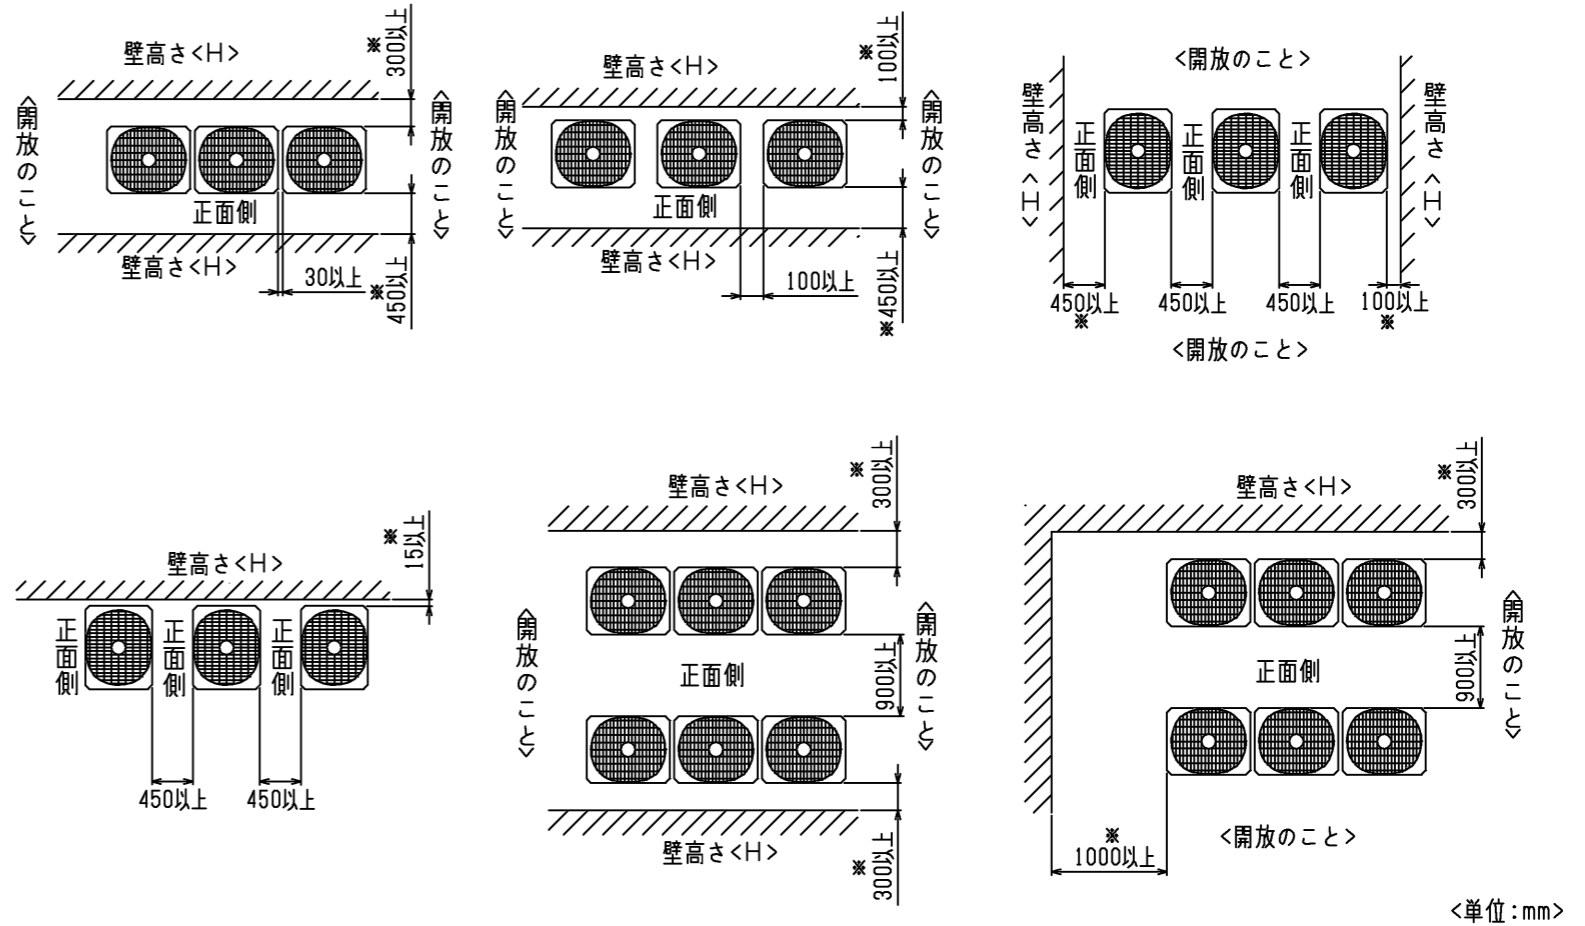 壁高さ<H>
※
300以上
<開放のこと>
<開放のこと>
正面側
壁高さ<H>
30以上
※
450以上
壁高さ<H>
※
100以上
<開放のこと>
<開放のこと>
正面側
壁高さ<H>
100以上
※450以上
<開放のこと>
壁高さ<H>
正面側
正面側
正面側
壁高さ<H>
450以上
※
450以上
450以上
100以上
※
<開放のこと>
壁高さ<H>
※
15以上
正面側
正面側
正面側
450以上
450以上
壁高さ<H>
※
300以上
<開放のこと>
正面側
900以上
<開放のこと>
壁高さ<H>
※
300以上
壁高さ<H>
※
300以上
正面側
900以上
<開放のこと>
※
1000以上
<開放のこと>
<単位:mm>